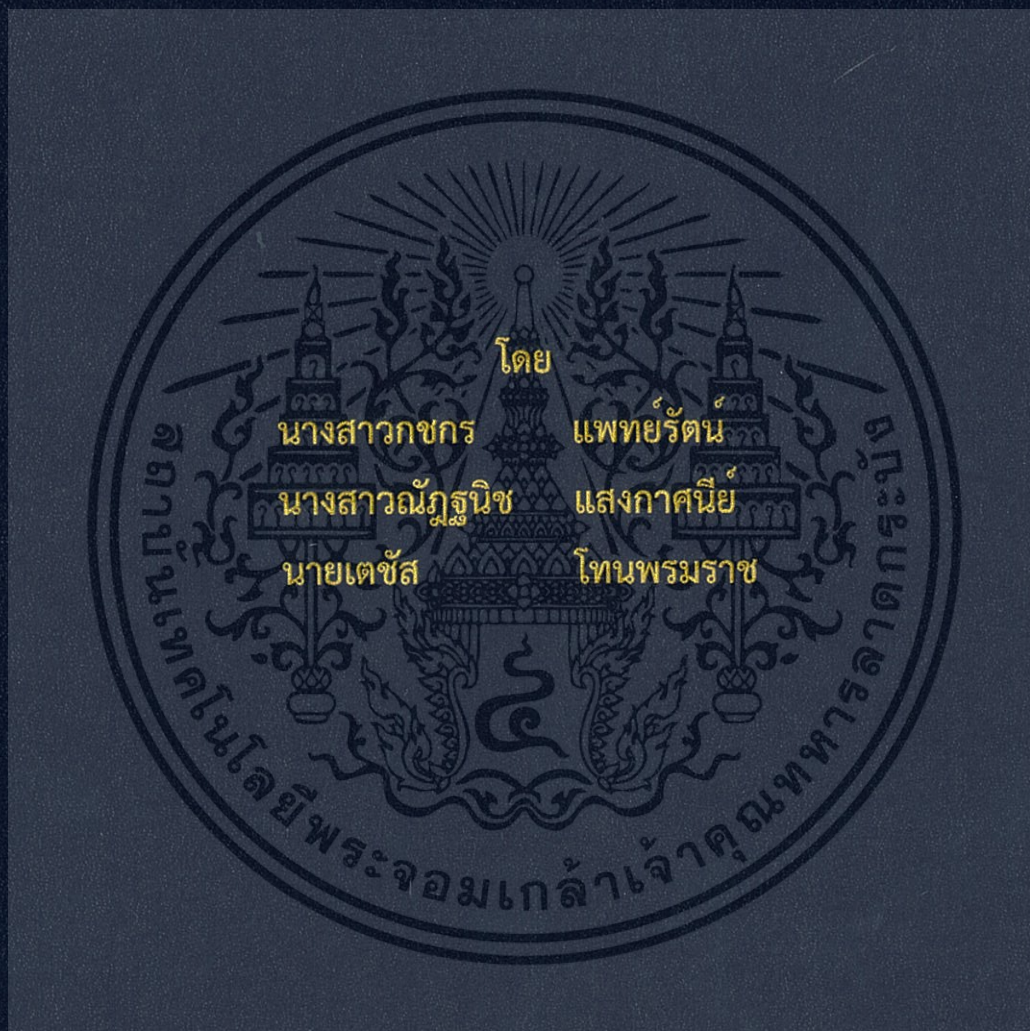 โดย
นางสาวกชกร แพทย์รัตน์
นางสาวณัฏฐนิช แสงกาศนีย์
นายเตชัส โทนพรมราช
๔
สถาบันเทคโนโลยีพระจอมเกล้าเจ้าคุณทหารลาดกระบัง